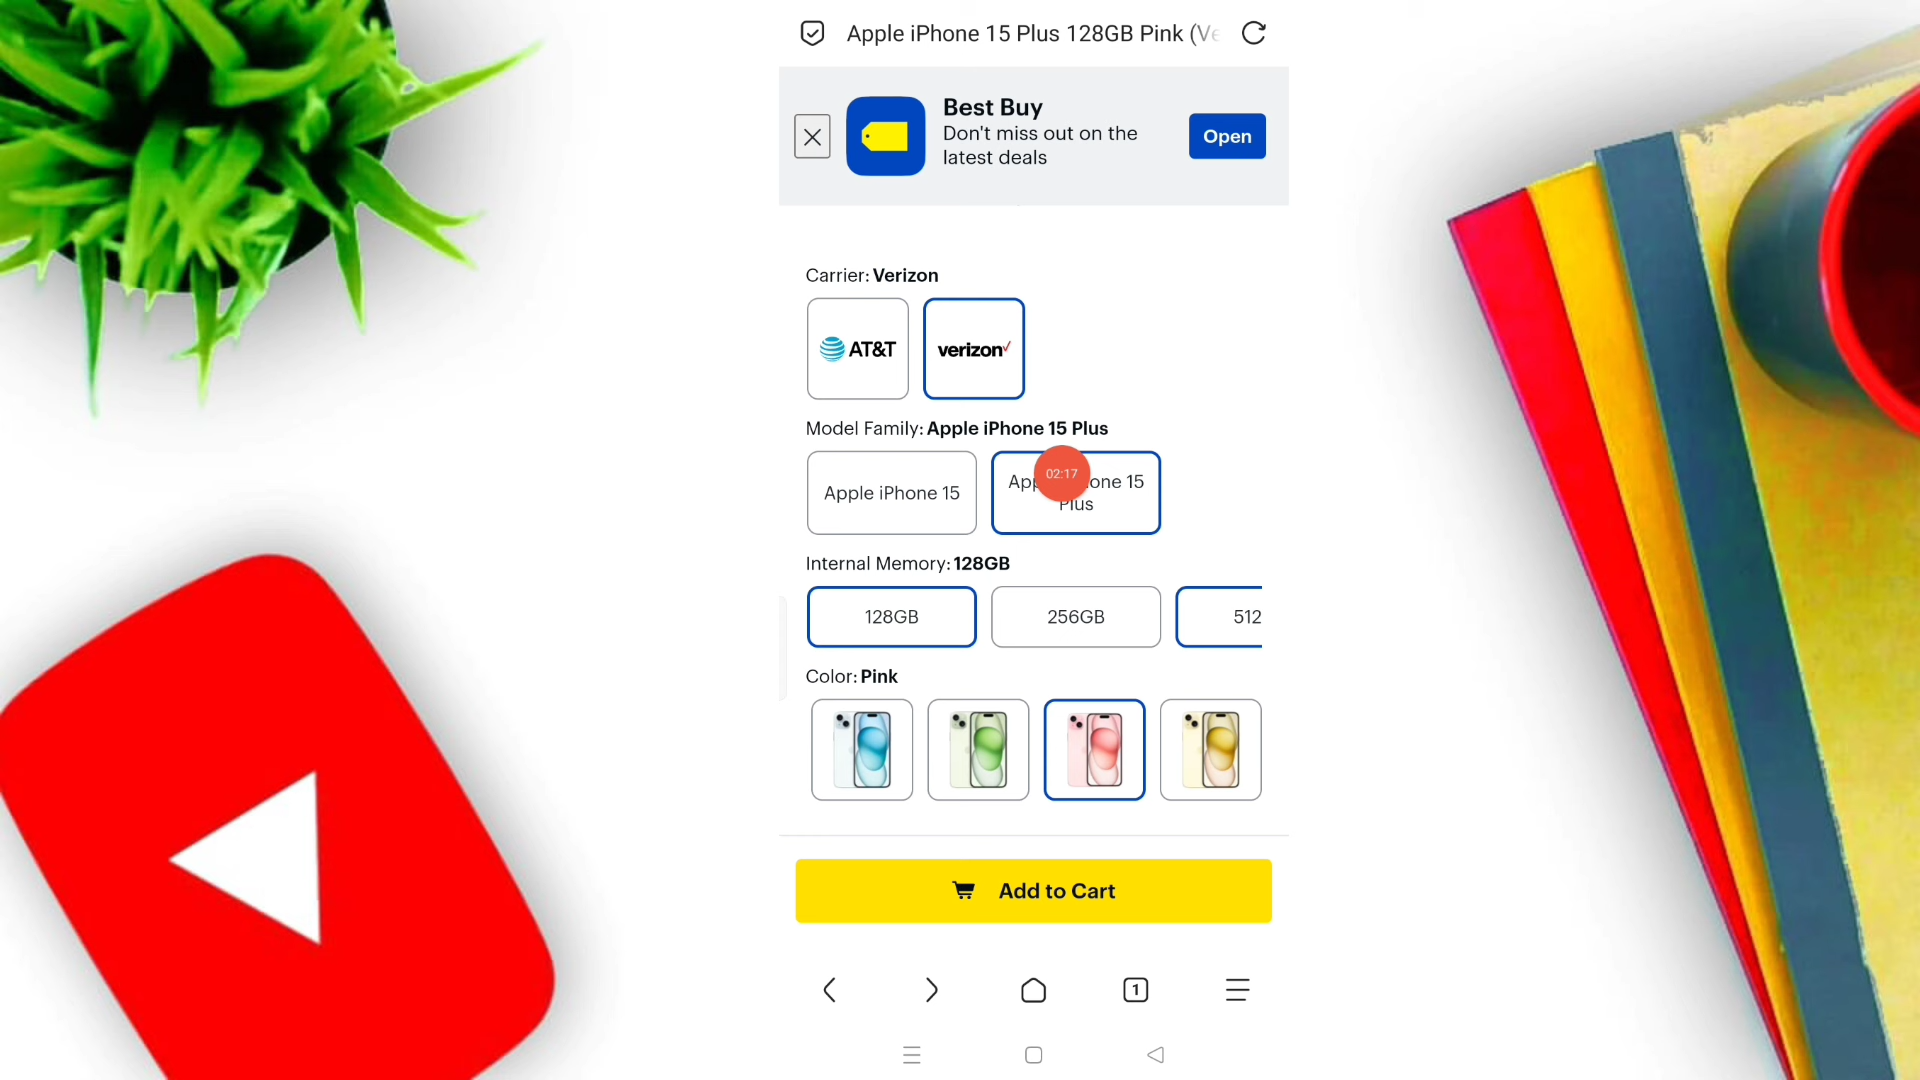 Apple iPhone 15 Plus 128GB Pink (Ve
Best Buy
Don't miss out on the
latest deals
Open
Carrier: Verizon
AT&T
verizon
Model Family: Apple iPhone 15 Plus
Apple iPhone 15
App one 15
Plus
02:17
Internal Memory: 128GB
128GB
256GB
512
Color: Pink
Add to Cart
1